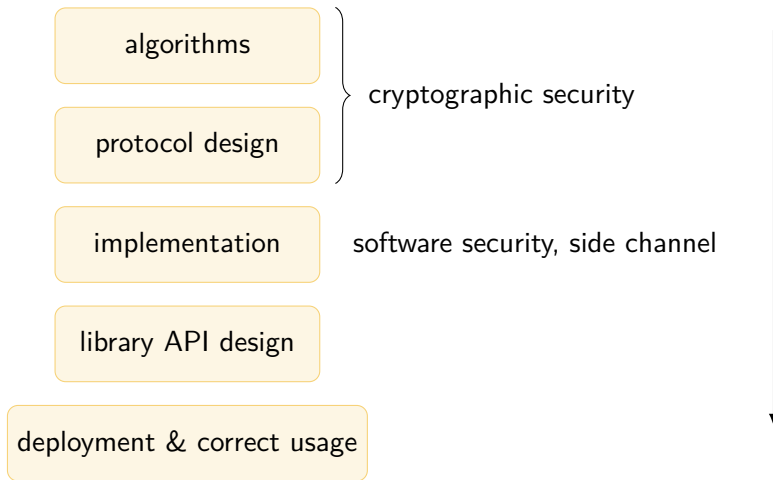 algorithms
cryptographic security
protocol design
implementation
software security, side channel
library API design
deployment & correct usage